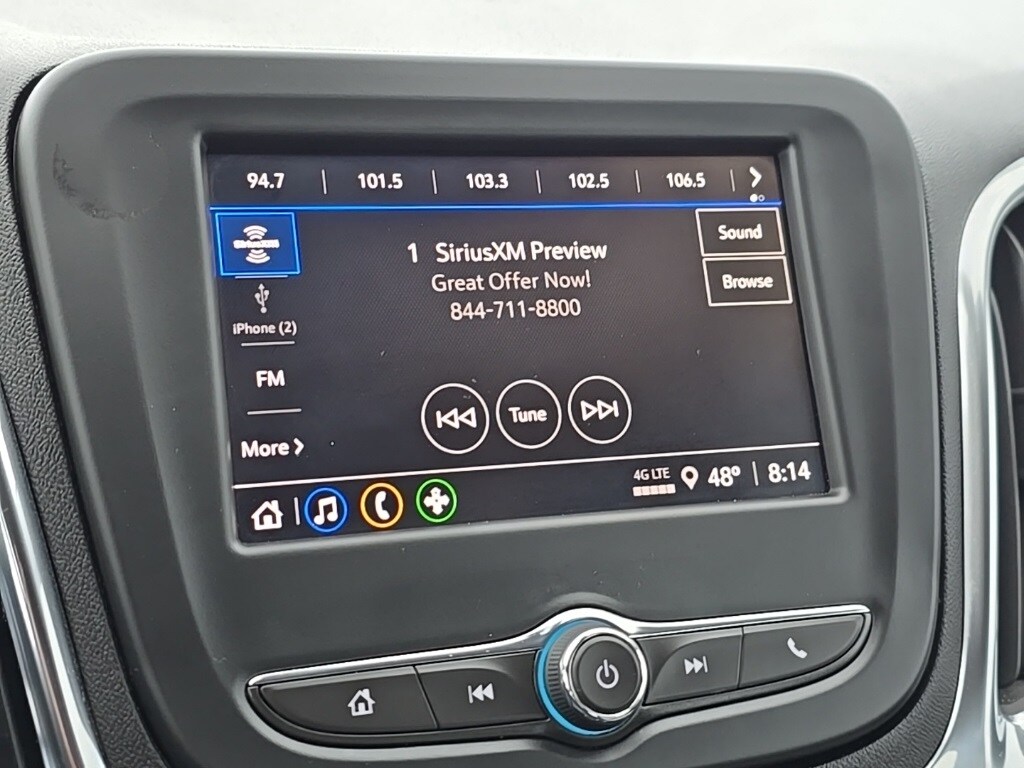 94.7 | 101.5 | 103.3 | 102.5 | 106.5 |
SiriusXM
1 SiriusXM Preview
Sound
Great Offer Now!
Browse
844-711-8800
iPhone (2)
FM
Tune
More
4G LTE 48° | 8:14